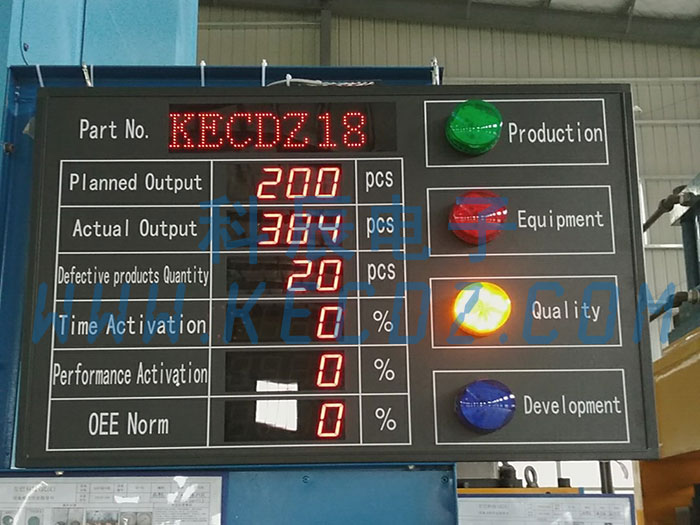 Part No. KECDZ18
Planned Output 200 pcs
Actual Output 384 pcs
Defective products Quantity 20 pcs
Time Activation 0 %
Performance Activation 0 %
OEE Norm 0 %
Production
Equipment
Quality
Development
科辰电子
WWW.KECDZ.COM